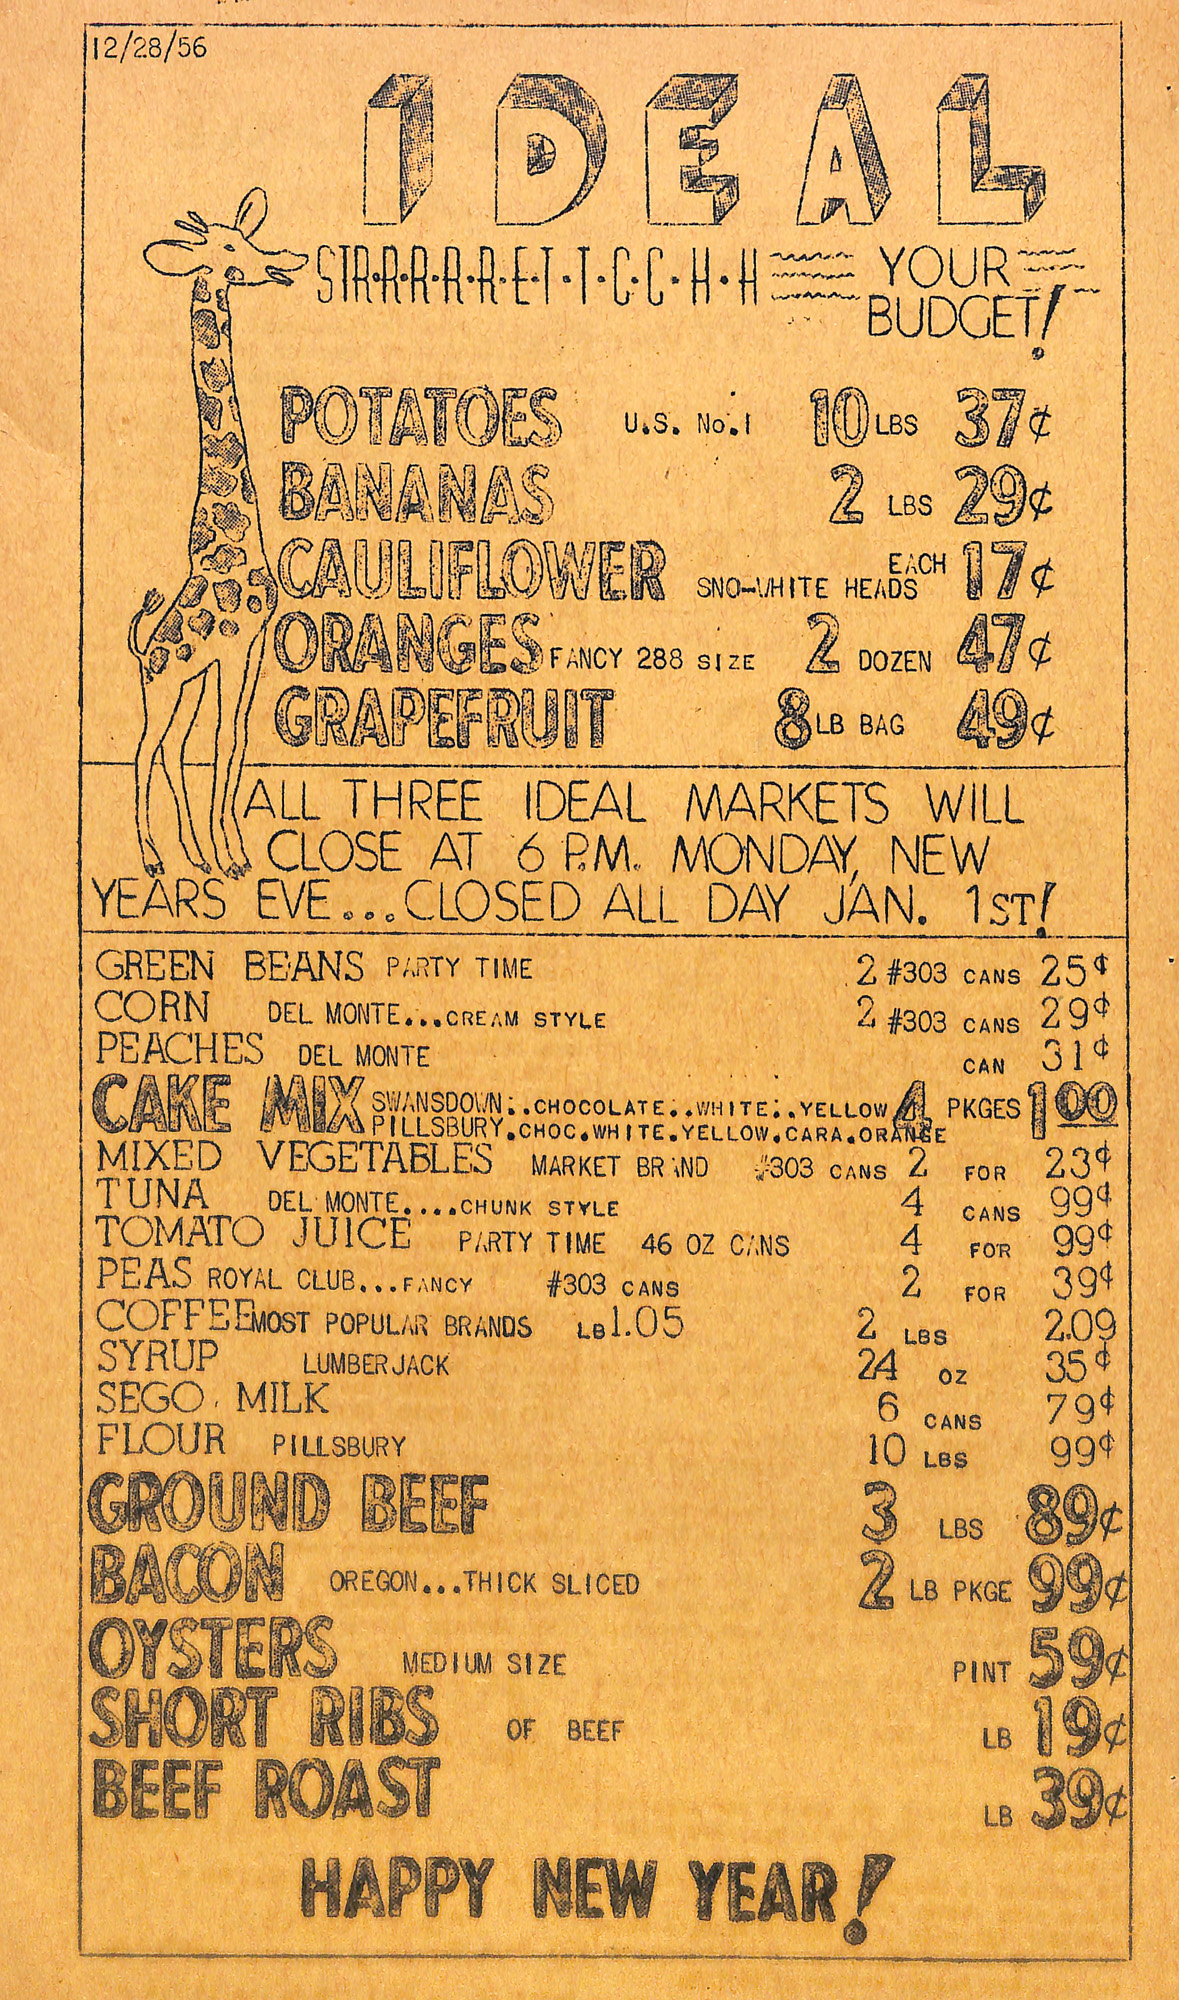 12/28/56
IDEAL
STR·R·R·R·R·E·T·T·C·C·H·H YOUR
BUDGET!
POTATOES U.S. No.1 10 LBS 37¢
BANANAS 2 LBS 29¢
CAULIFLOWER SNO-WHITE HEADS EACH 17¢
ORANGES FANCY 288 SIZE 2 DOZEN 47¢
GRAPEFRUIT 8 LB BAG 49¢
ALL THREE IDEAL MARKETS WILL
CLOSE AT 6 P.M. MONDAY, NEW
YEARS EVE...CLOSED ALL DAY JAN. 1ST!
GREEN BEANS PARTY TIME 2 #303 CANS 25¢
CORN DEL MONTE...CREAM STYLE 2 #303 CANS 29¢
PEACHES DEL MONTE CAN 31¢
CAKE MIX SWANSDOWN...CHOCOLATE...WHITE...YELLOW 4 PKGES 1.00
PILLSBURY.CHOC.WHITE.YELLOW.CARA.ORANGE
MIXED VEGETABLES MARKET BRAND #303 CANS 2 FOR 23¢
TUNA DEL MONTE....CHUNK STYLE 4 CANS 99¢
TOMATO JUICE PARTY TIME 46 OZ CANS 4 FOR 99¢
PEAS ROYAL CLUB...FANCY #303 CANS 2 FOR 39¢
COFFEE MOST POPULAR BRANDS LB 1.05 2 LBS 2.09
SYRUP LUMBERJACK 24 OZ 35¢
SEGO MILK 6 CANS 79¢
FLOUR PILLSBURY 10 LBS 99¢
GROUND BEEF 3 LBS 89¢
BACON OREGON...THICK SLICED 2 LB PKGE 99¢
OYSTERS MEDIUM SIZE PINT 59¢
SHORT RIBS OF BEEF LB 19¢
BEEF ROAST LB 39¢
HAPPY NEW YEAR!